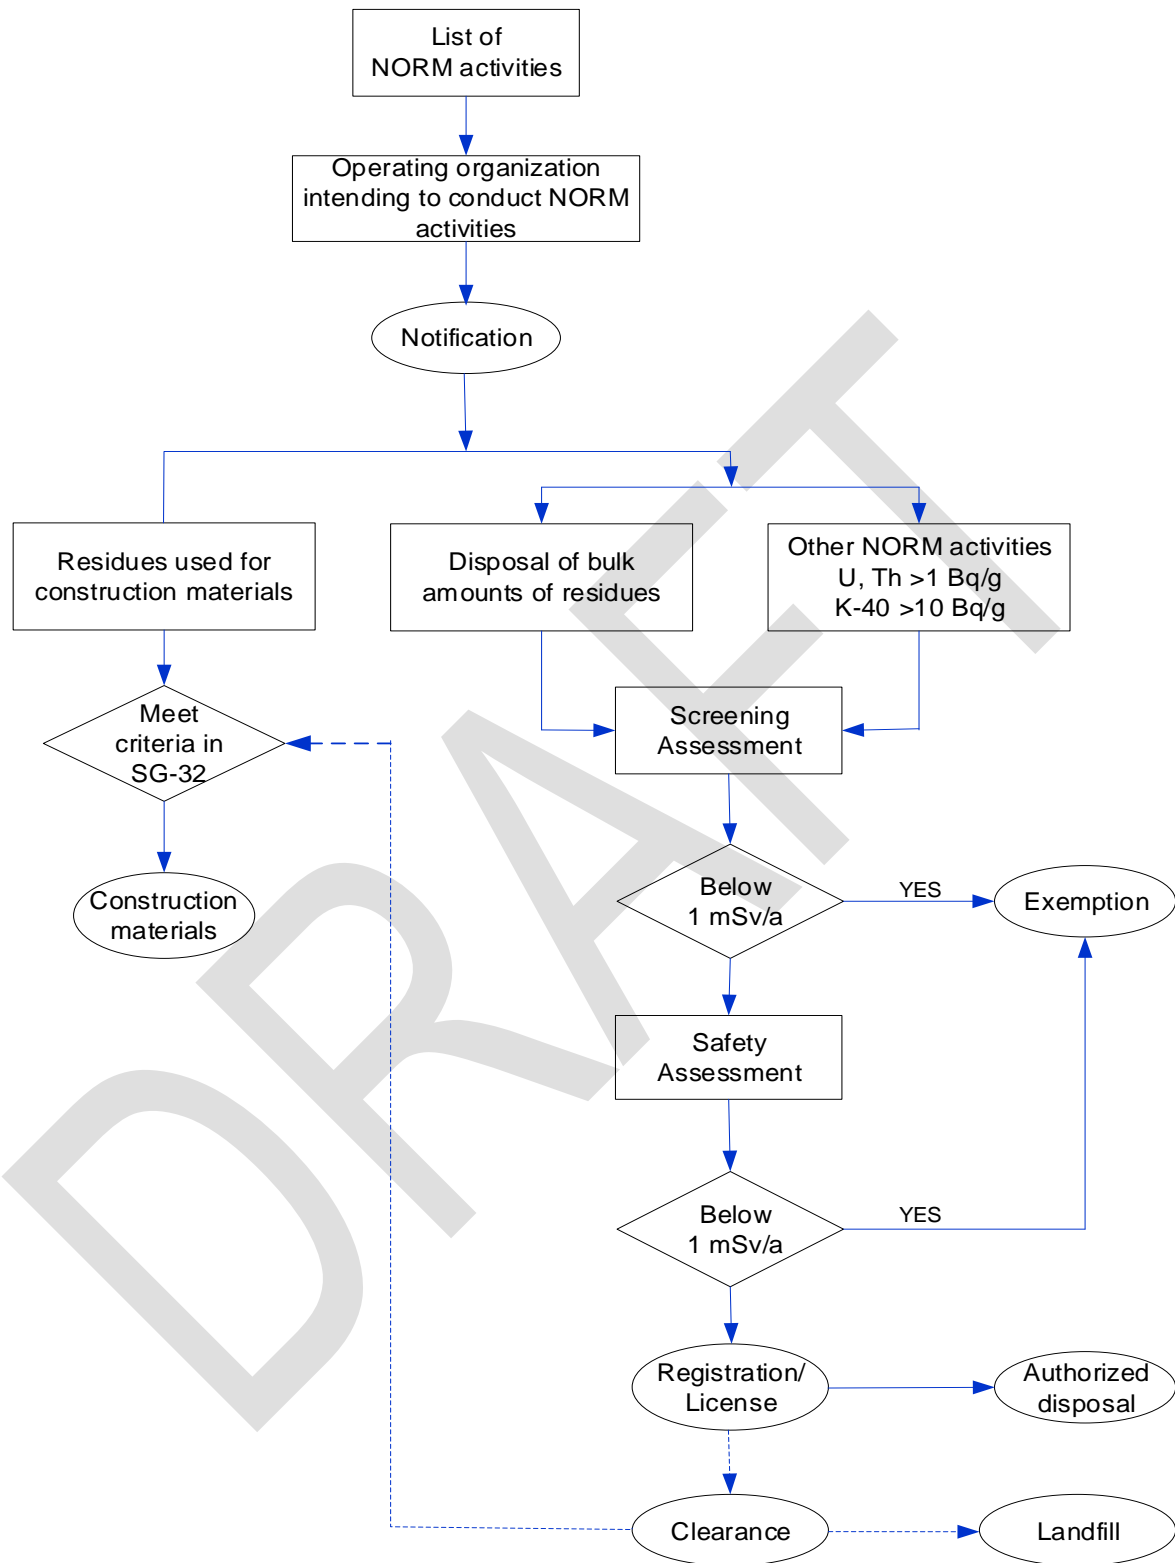 List of
NORM activities
Operating organization
intending to conduct NORM
activities
Notification
Residues used for
construction materials
Disposal of bulk
amounts of residues
Other NORM activities
U, Th >1 Bq/g
K-40 >10 Bq/g
Meet
criteria in
SG-32
Screening
Assessment
Construction
materials
Below
1 mSv/a
YES
Exemption
Safety
Assessment
Below
1 mSv/a
YES
Registration/
License
Authorized
disposal
Clearance
Landfill
DRAFT